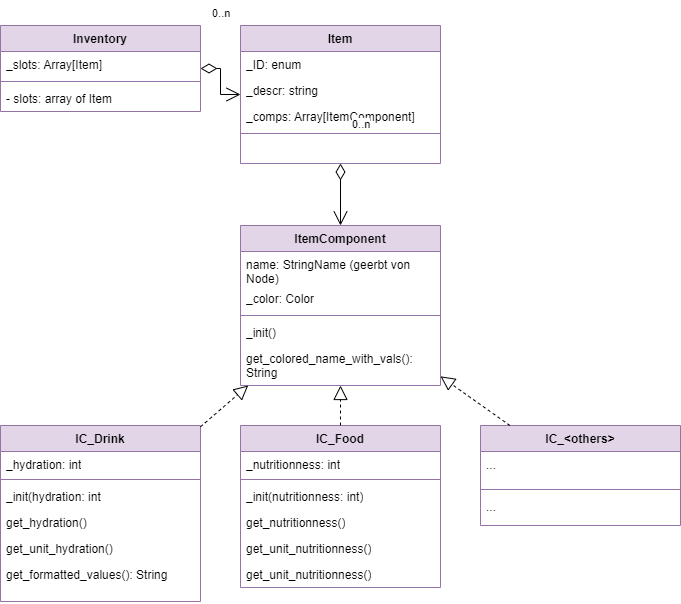 0..n
Inventory
_slots: Array[Item]
- slots: array of Item
Item
_ID: enum
_descr: string
_comps: Array[ItemComponent]
0..n
ItemComponent
name: StringName (geerbt von
Node)
_color: Color
_init()
get_colored_name_with_vals():
String
IC_Drink
_hydration: int
_init(hydration: int
get_hydration()
get_unit_hydration()
get_formatted_values(): String
IC_Food
_nutritionness: int
_init(nutritionness: int)
get_nutritionness()
get_unit_nutritionness()
get_unit_nutritionness()
IC_<others>
...
...